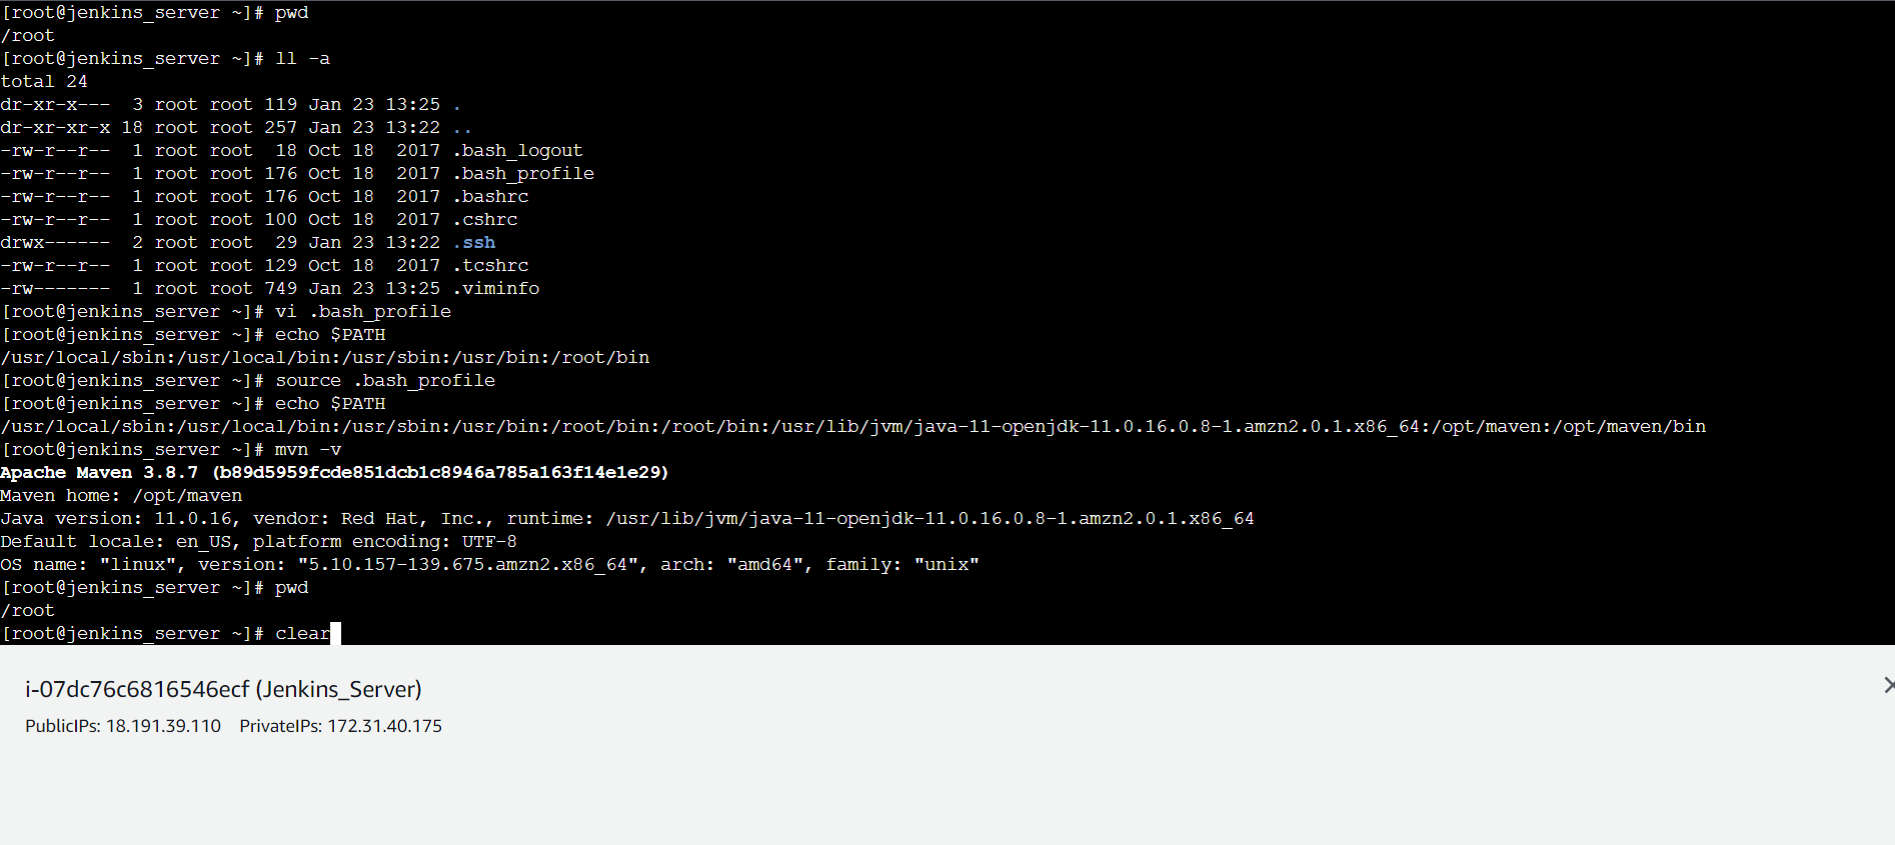 [root@jenkins_server ~]# pwd
/root
[root@jenkins_server ~]# ll -a
total 24
dr-xr-x---  3 root root 119 Jan 23 13:25 .
dr-xr-xr-x 18 root root 257 Jan 23 13:22 ..
-rw-r--r--  1 root root  18 Oct 18  2017 .bash_logout
-rw-r--r--  1 root root 176 Oct 18  2017 .bash_profile
-rw-r--r--  1 root root 176 Oct 18  2017 .bashrc
-rw-r--r--  1 root root 100 Oct 18  2017 .cshrc
drwx------  2 root root  29 Jan 23 13:22 .ssh
-rw-r--r--  1 root root 129 Oct 18  2017 .tcshrc
-rw-------  1 root root 749 Jan 23 13:25 .viminfo
[root@jenkins_server ~]# vi .bash_profile
[root@jenkins_server ~]# echo $PATH
/usr/local/sbin:/usr/local/bin:/usr/sbin:/usr/bin:/root/bin
[root@jenkins_server ~]# source .bash_profile
[root@jenkins_server ~]# echo $PATH
/usr/local/sbin:/usr/local/bin:/usr/sbin:/usr/bin:/root/bin:/root/bin:/usr/lib/jvm/java-11-openjdk-11.0.16.0.8-1.amzn2.0.1.x86_64:/opt/maven:/opt/maven/bin
[root@jenkins_server ~]# mvn -v
Apache Maven 3.8.7 (b89d5959fcde851dcb1c8946a785a163f14e1e29)
Maven home: /opt/maven
Java version: 11.0.16, vendor: Red Hat, Inc., runtime: /usr/lib/jvm/java-11-openjdk-11.0.16.0.8-1.amzn2.0.1.x86_64
Default locale: en_US, platform encoding: UTF-8
OS name: "linux", version: "5.10.157-139.675.amzn2.x86_64", arch: "amd64", family: "unix"
[root@jenkins_server ~]# pwd
/root
[root@jenkins_server ~]# clear
i-07dc76c6816546ecf (Jenkins_Server)
PublicIPs: 18.191.39.110    PrivateIPs: 172.31.40.175